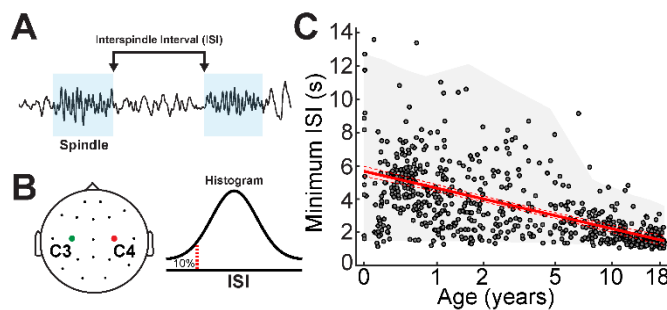 A
Interspindle Interval (ISI)
Spindle
B
C3
C4
Histogram
10%
ISI
C
Minimum ISI (s)
14
12
10
8
6
4
2
0
0 1 2 5 10 18
Age (years)